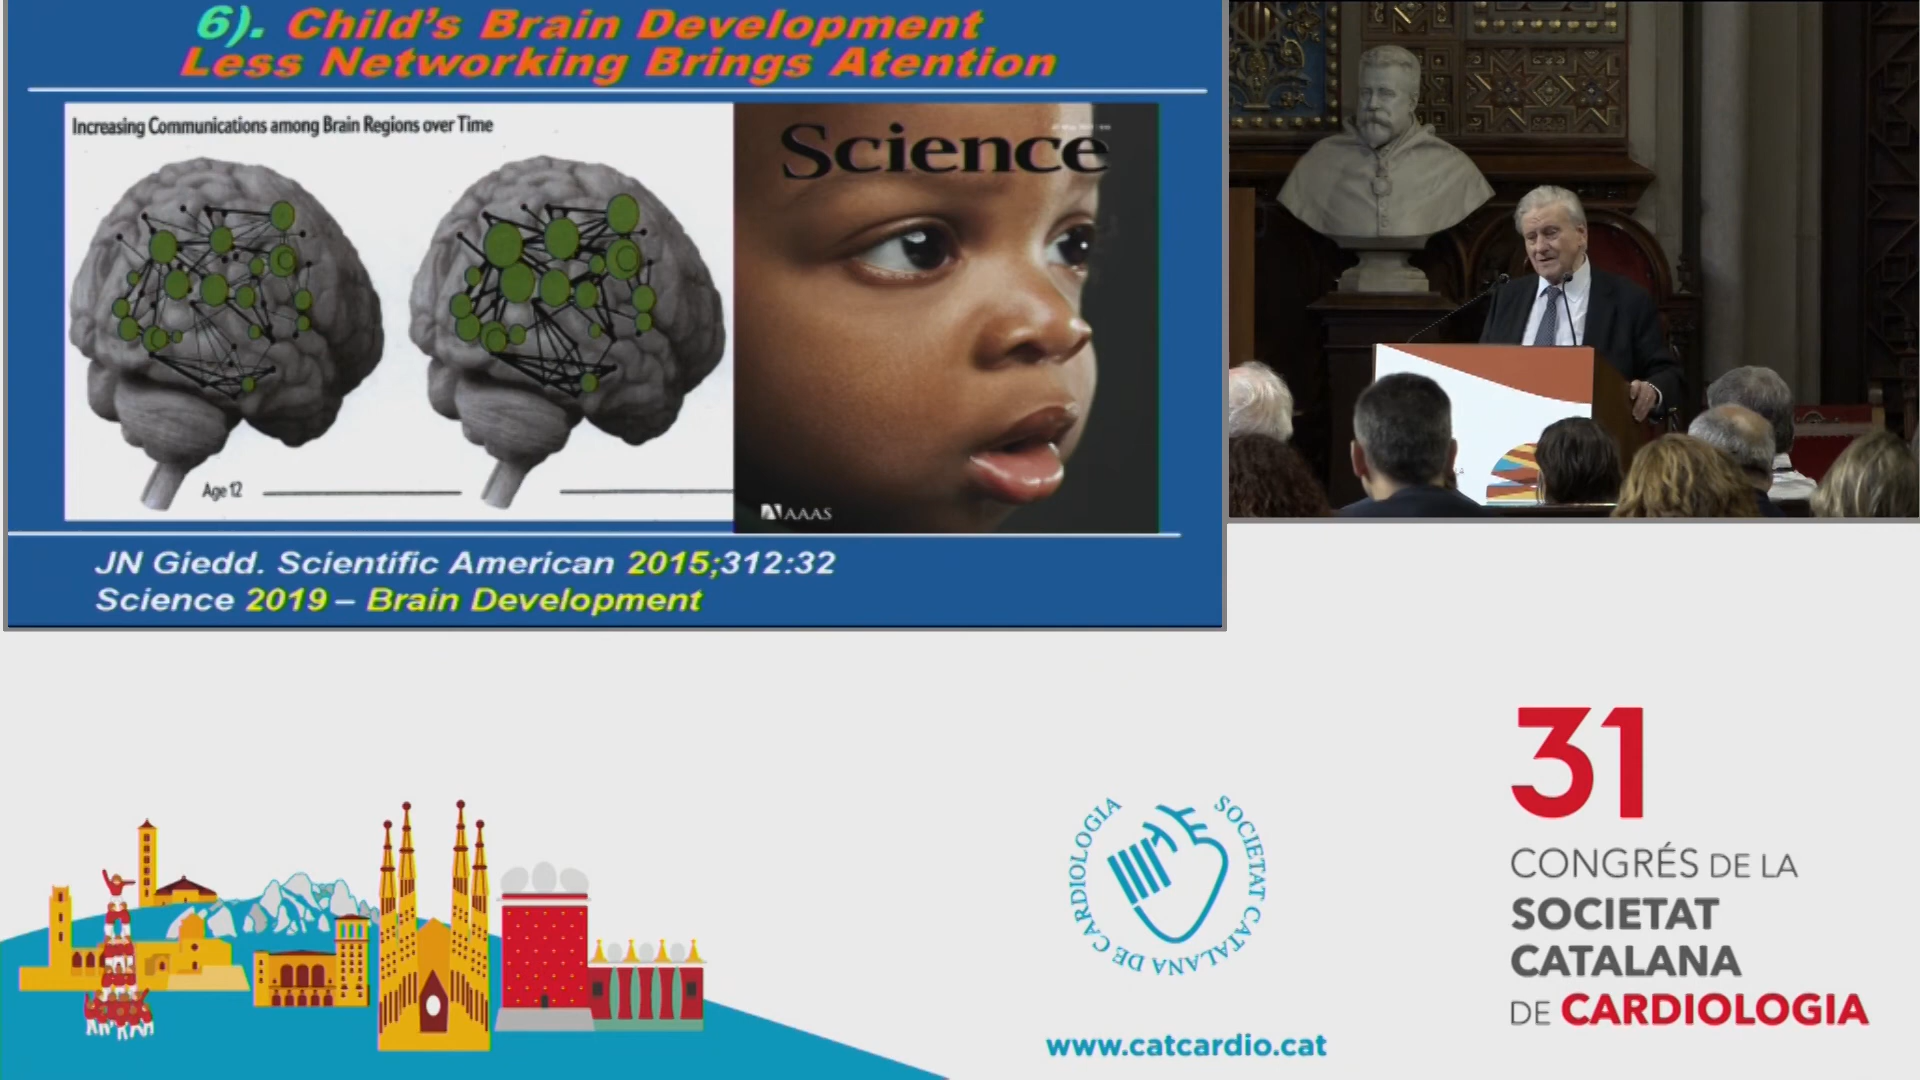 6). Child's Brain Development
Less Networking Brings Atention
Increasing Communications among Brain Regions over Time
Age 12
Science
AAAS
JN Giedd. Scientific American 2015;312:32
Science 2019 – Brain Development
SOCIETAT CATALANA DE CARDIOLOGIA
www.catcardio.cat
31
CONGRÉS DE LA
SOCIETAT
CATALANA
DE CARDIOLOGIA